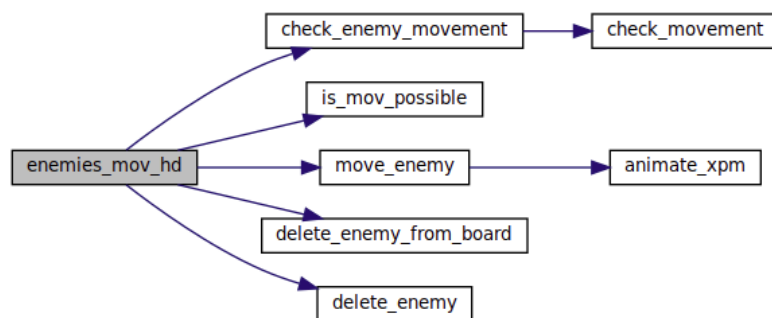 check_enemy_movement
check_movement
is_mov_possible
enemies_mov_hd
move_enemy
animate_xpm
delete_enemy_from_board
delete_enemy